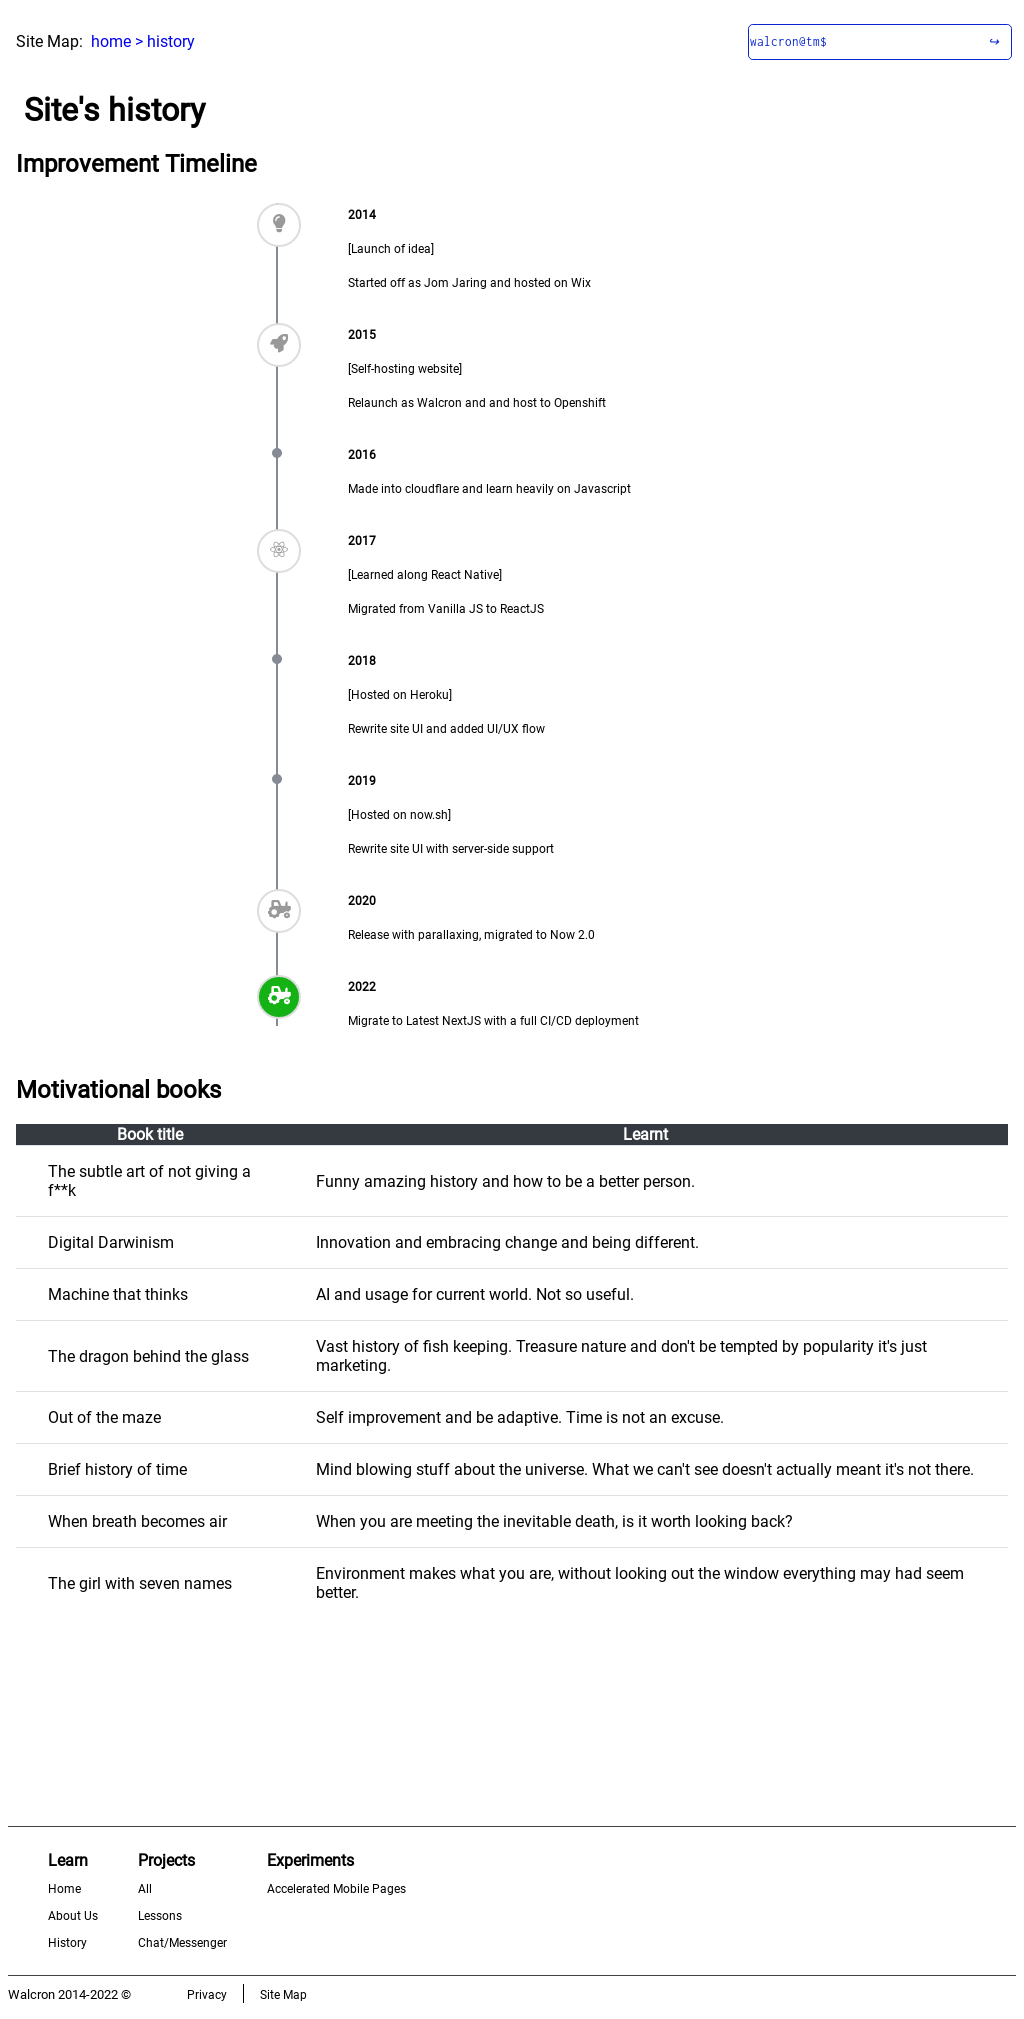 Site Map: home > history
walcron@tm$ ↪
Site's history
Improvement Timeline
2014
[Launch of idea]
Started off as Jom Jaring and hosted on Wix
2015
[Self-hosting website]
Relaunch as Walcron and and host to Openshift
2016
Made into cloudflare and learn heavily on Javascript
2017
[Learned along React Native]
Migrated from Vanilla JS to ReactJS
2018
[Hosted on Heroku]
Rewrite site UI and added UI/UX flow
2019
[Hosted on now.sh]
Rewrite site UI with server-side support
2020
Release with parallaxing, migrated to Now 2.0
2022
Migrate to Latest NextJS with a full CI/CD deployment
Motivational books
Book title Learnt
The subtle art of not giving a
f**k
Funny amazing history and how to be a better person.
Digital Darwinism
Innovation and embracing change and being different.
Machine that thinks
AI and usage for current world. Not so useful.
The dragon behind the glass
Vast history of fish keeping. Treasure nature and don't be tempted by popularity it's just
marketing.
Out of the maze
Self improvement and be adaptive. Time is not an excuse.
Brief history of time
Mind blowing stuff about the universe. What we can't see doesn't actually meant it's not there.
When breath becomes air
When you are meeting the inevitable death, is it worth looking back?
The girl with seven names
Environment makes what you are, without looking out the window everything may had seem
better.
Learn
Home
About Us
History
Projects
All
Lessons
Chat/Messenger
Experiments
Accelerated Mobile Pages
Walcron 2014-2022 © Privacy Site Map